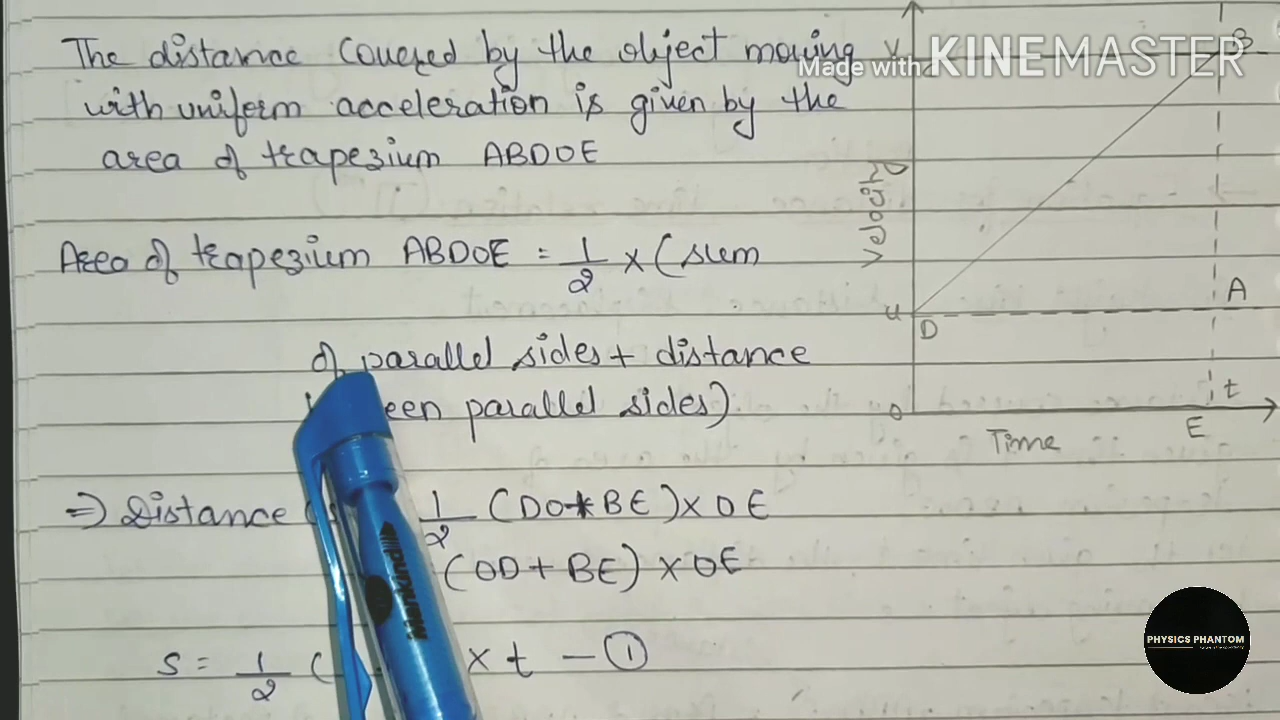 The distance covered by the object moving
with uniform acceleration is given by the
area of trapezium ABDOE
Area of trapezium ABDOE = 1/2 × (sum
of parallel sides + distance
een parallel sides)
⇒ Distance (s 1/2 (DO+BE)×OE
(OD + BE) × OE
s = 1/2 ( × t — ①
V
B
Velocity
u
D
A
O
t
E
Time
Made with KINEMASTER
PHYSICS PHANTOM